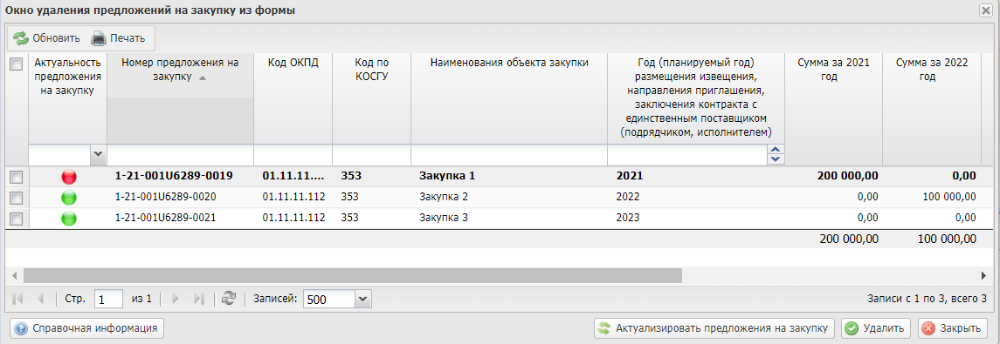 Окно удаления предложений на закупку из формы
Обновить Печать
Актуальность предложения на закупку
Номер предложения на закупку
Код ОКПД
Код по КОСГУ
Наименования объекта закупки
Год (планируемый год) размещения извещения, направления приглашения, заключения контракта с единственным поставщиком (подрядчиком, исполнителем)
Сумма за 2021 год
Сумма за 2022 год
1-21-001U6289-0019 01.11.11.... 353 Закупка 1 2021 200 000,00 0,00
1-21-001U6289-0020 01.11.11.112 353 Закупка 2 2022 0,00 100 000,00
1-21-001U6289-0021 01.11.11.112 353 Закупка 3 2023 0,00 0,00
200 000,00 100 000,00
Стр. 1 из 1 Записей: 500 Записи с 1 по 3, всего 3
Справочная информация Актуализировать предложения на закупку Удалить Закрыть